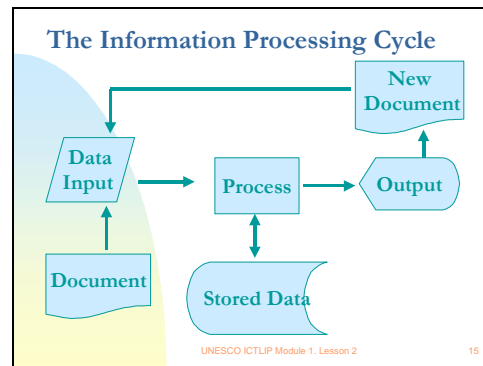 The Information Processing Cycle
New
Document
Data
Input
Process
Output
Document
Stored Data
UNESCO ICTLIP Module 1. Lesson 2
15